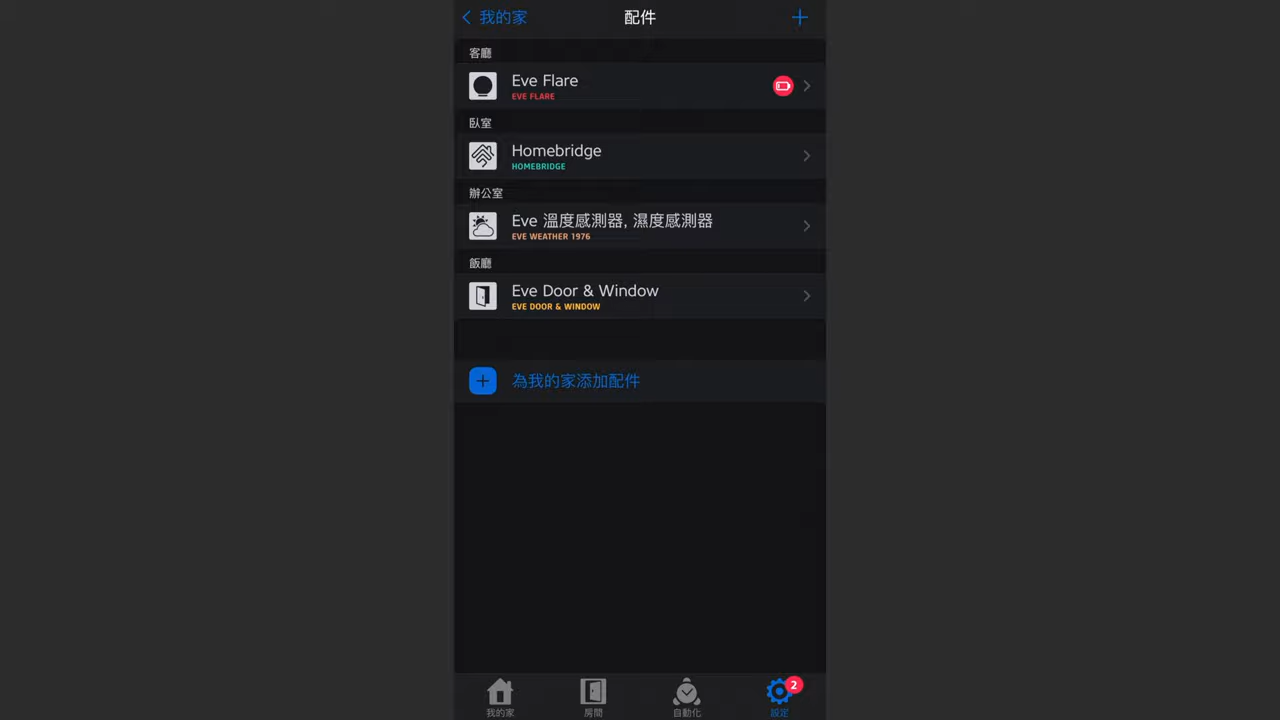 我的家
配件
客廳
Eve Flare
EVE FLARE
臥室
Homebridge
HOMEBRIDGE
辦公室
Eve 溫度感測器, 濕度感測器
EVE WEATHER 1976
飯廳
Eve Door & Window
EVE DOOR & WINDOW
為我的家添加配件
2
我的家
房間
自動化
設定